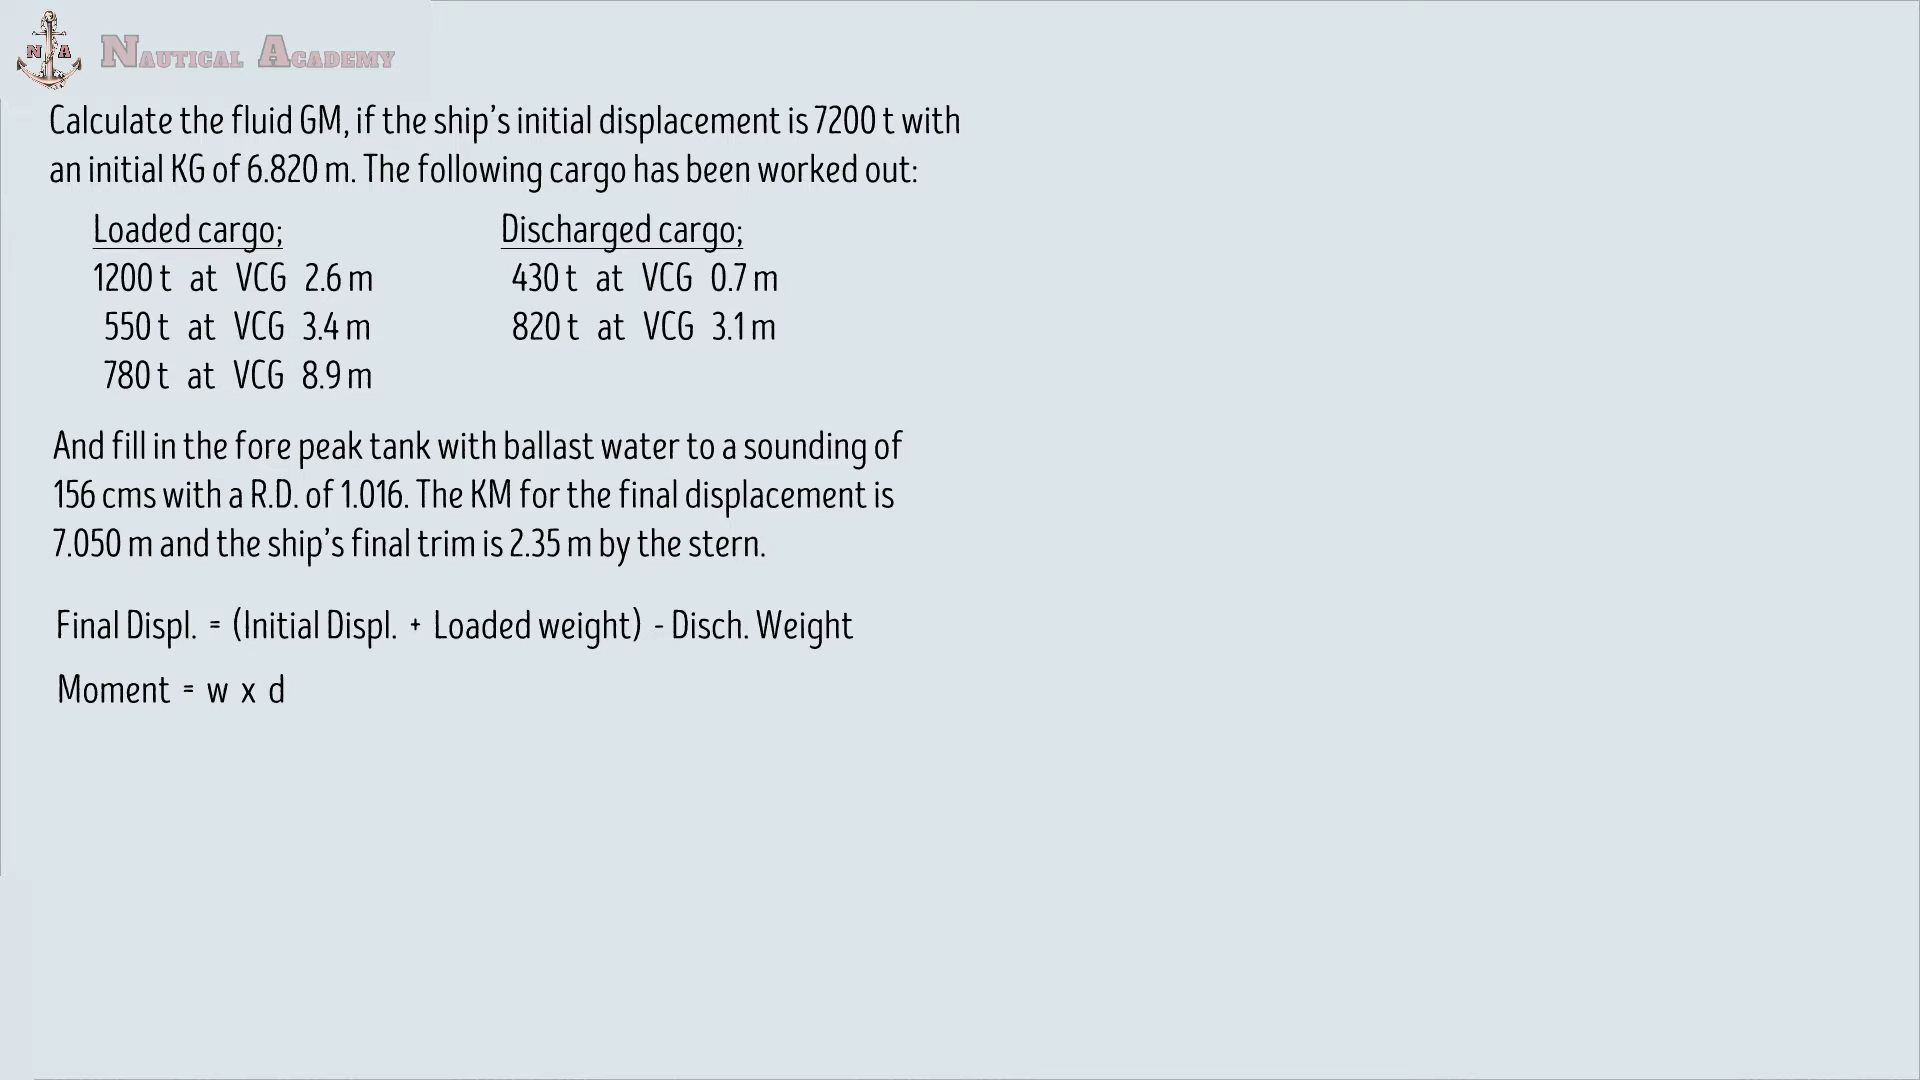 N A NAUTICAL ACADEMY
Calculate the fluid GM, if the ship’s initial displacement is 7200 t with
an initial KG of 6.820 m. The following cargo has been worked out:
Loaded cargo; Discharged cargo;
1200 t at VCG 2.6 m 430 t at VCG 0.7 m
550 t at VCG 3.4 m 820 t at VCG 3.1 m
780 t at VCG 8.9 m
And fill in the fore peak tank with ballast water to a sounding of
156 cms with a R.D. of 1.016. The KM for the final displacement is
7.050 m and the ship’s final trim is 2.35 m by the stern.
Final Displ. = (Initial Displ. + Loaded weight) - Disch. Weight
Moment = w x d